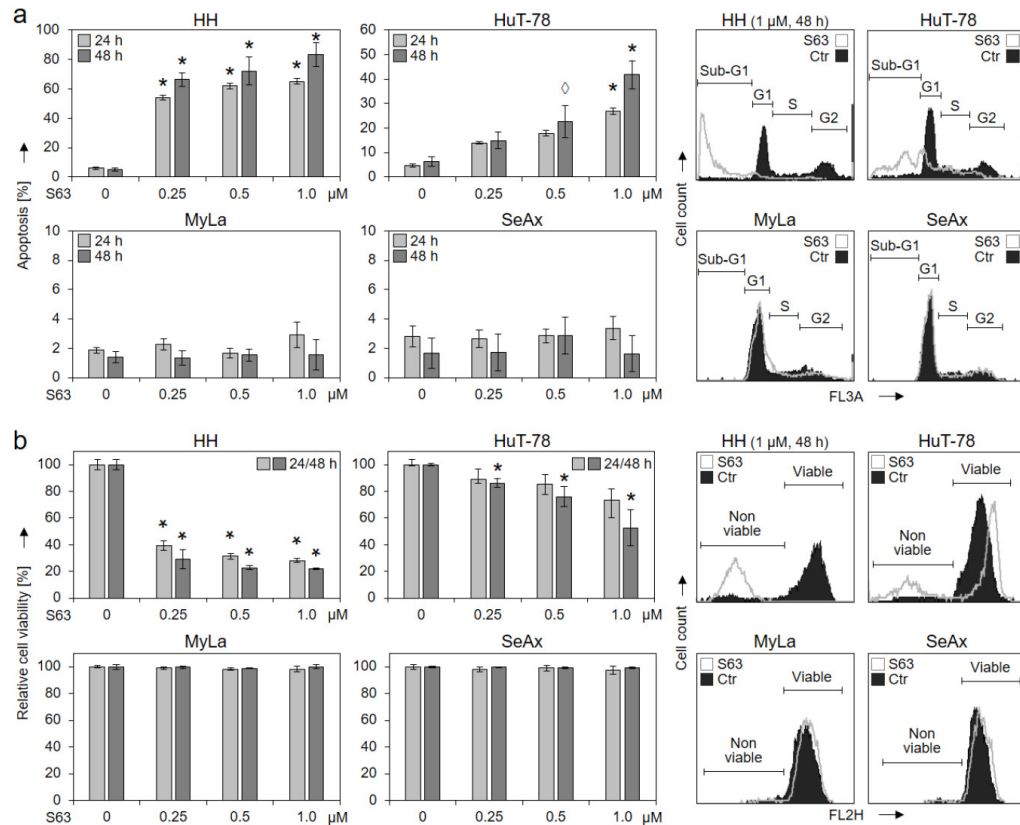 a
HH
24 h
48 h
100
80
60
40
20
0
Apoptosis [%]
S63 0 0.25 0.5 1.0 µM
* * * * * *
HuT-78
24 h
48 h
60
50
40
30
20
10
0
0 0.25 0.5 1.0 µM
◊ * *
HH (1 µM, 48 h)
S63
Ctr
Sub-G1
G1
S
G2
HuT-78
S63
Ctr
Sub-G1
G1
S
G2
Cell count
MyLa
24 h
48 h
10
8
6
4
2
0
S63 0 0.25 0.5 1.0 µM
SeAx
24 h
48 h
10
8
6
4
2
0
0 0.25 0.5 1.0 µM
MyLa
S63
Ctr
Sub-G1
G1
S
G2
SeAx
S63
Ctr
Sub-G1
G1
S
G2
FL3A
b
HH
24/48 h
100
80
60
40
20
0
Relative cell viability [%]
S63 0 0.25 0.5 1.0 µM
* * * * * *
HuT-78
24/48 h
100
80
60
40
20
0
0 0.25 0.5 1.0 µM
* * *
HH (1 µM, 48 h)
S63
Ctr
Viable
Non
viable
HuT-78
S63
Ctr
Viable
Non
viable
Cell count
MyLa
100
80
60
40
20
0
S63 0 0.25 0.5 1.0 µM
SeAx
100
80
60
40
20
0
0 0.25 0.5 1.0 µM
MyLa
S63
Ctr
Viable
Non
viable
SeAx
S63
Ctr
Viable
Non
viable
FL2H